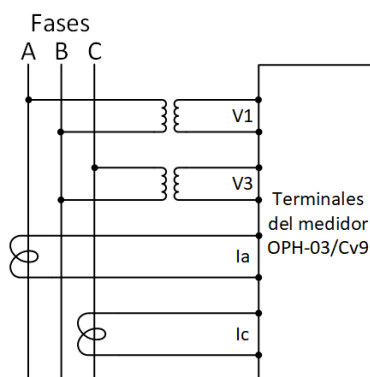 Fases
A B C
V1
V3
Terminales
del medidor
OPH-03/Cv9
Ia
Ic